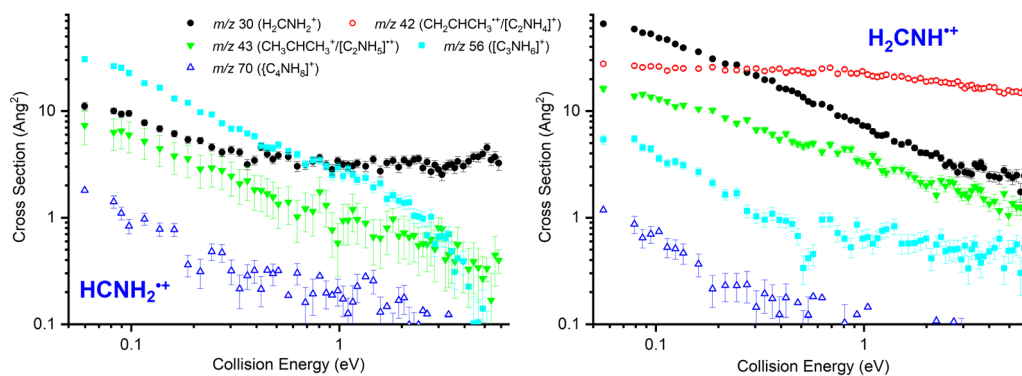 m/z 30 (H₂CNH₂⁺) m/z 42 (CH₂CHCH₃•⁺/[C₂NH₄]⁺)
m/z 43 (CH₃CHCH₃⁺/[C₂NH₅]•⁺) m/z 56 ([C₃NH₆]⁺)
m/z 70 ({C₄NH₈]⁺)
H₂CNH•⁺
Cross Section (Ang²)
10
1
0.1
HCNH₂•⁺
0.1
1
Collision Energy (eV)
Cross Section (Ang²)
10
1
0.1
0.1
1
Collision Energy (eV)